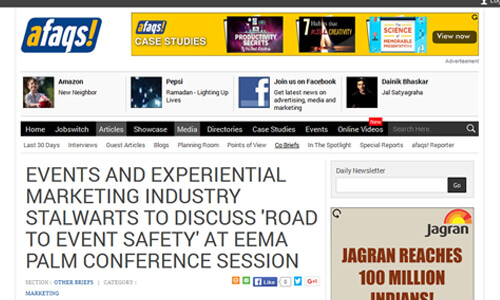 Login
afaqs!
afaqs!
CASE STUDIES
PRODUCTIVITY
SECRETS
7
CREATIVITY
THE
SCIENCE
PRESENTATIONS
View now
Advertisement
Amazon
New Neighbor
Pepsi
Ramadan - Lighting Up
Lives
Join us on Facebook
Get latest news on
advertising, media and
marketing
Dainik Bhaskar
Jal Satyagraha
New
Home Jobswitch Articles Showcase Media Directories Case Studies Events Online Videos Search Here
Last 30 Days Interviews Guest Articles Blogs Planning Room Points of View Co Briefs In The Spotlight Special Reports afaqs! Reporter
EVENTS AND EXPERIENTIAL
MARKETING INDUSTRY
STALWARTS TO DISCUSS 'ROAD
TO EVENT SAFETY' AT EEMA
PALM CONFERENCE SESSION
SECTION : OTHER BRIEFS | CATEGORY :
MARKETING
Like 0
G+
Daily Newsletter
Go
Jagran
JAGRAN REACHES
100 MILLION
INDIANS!